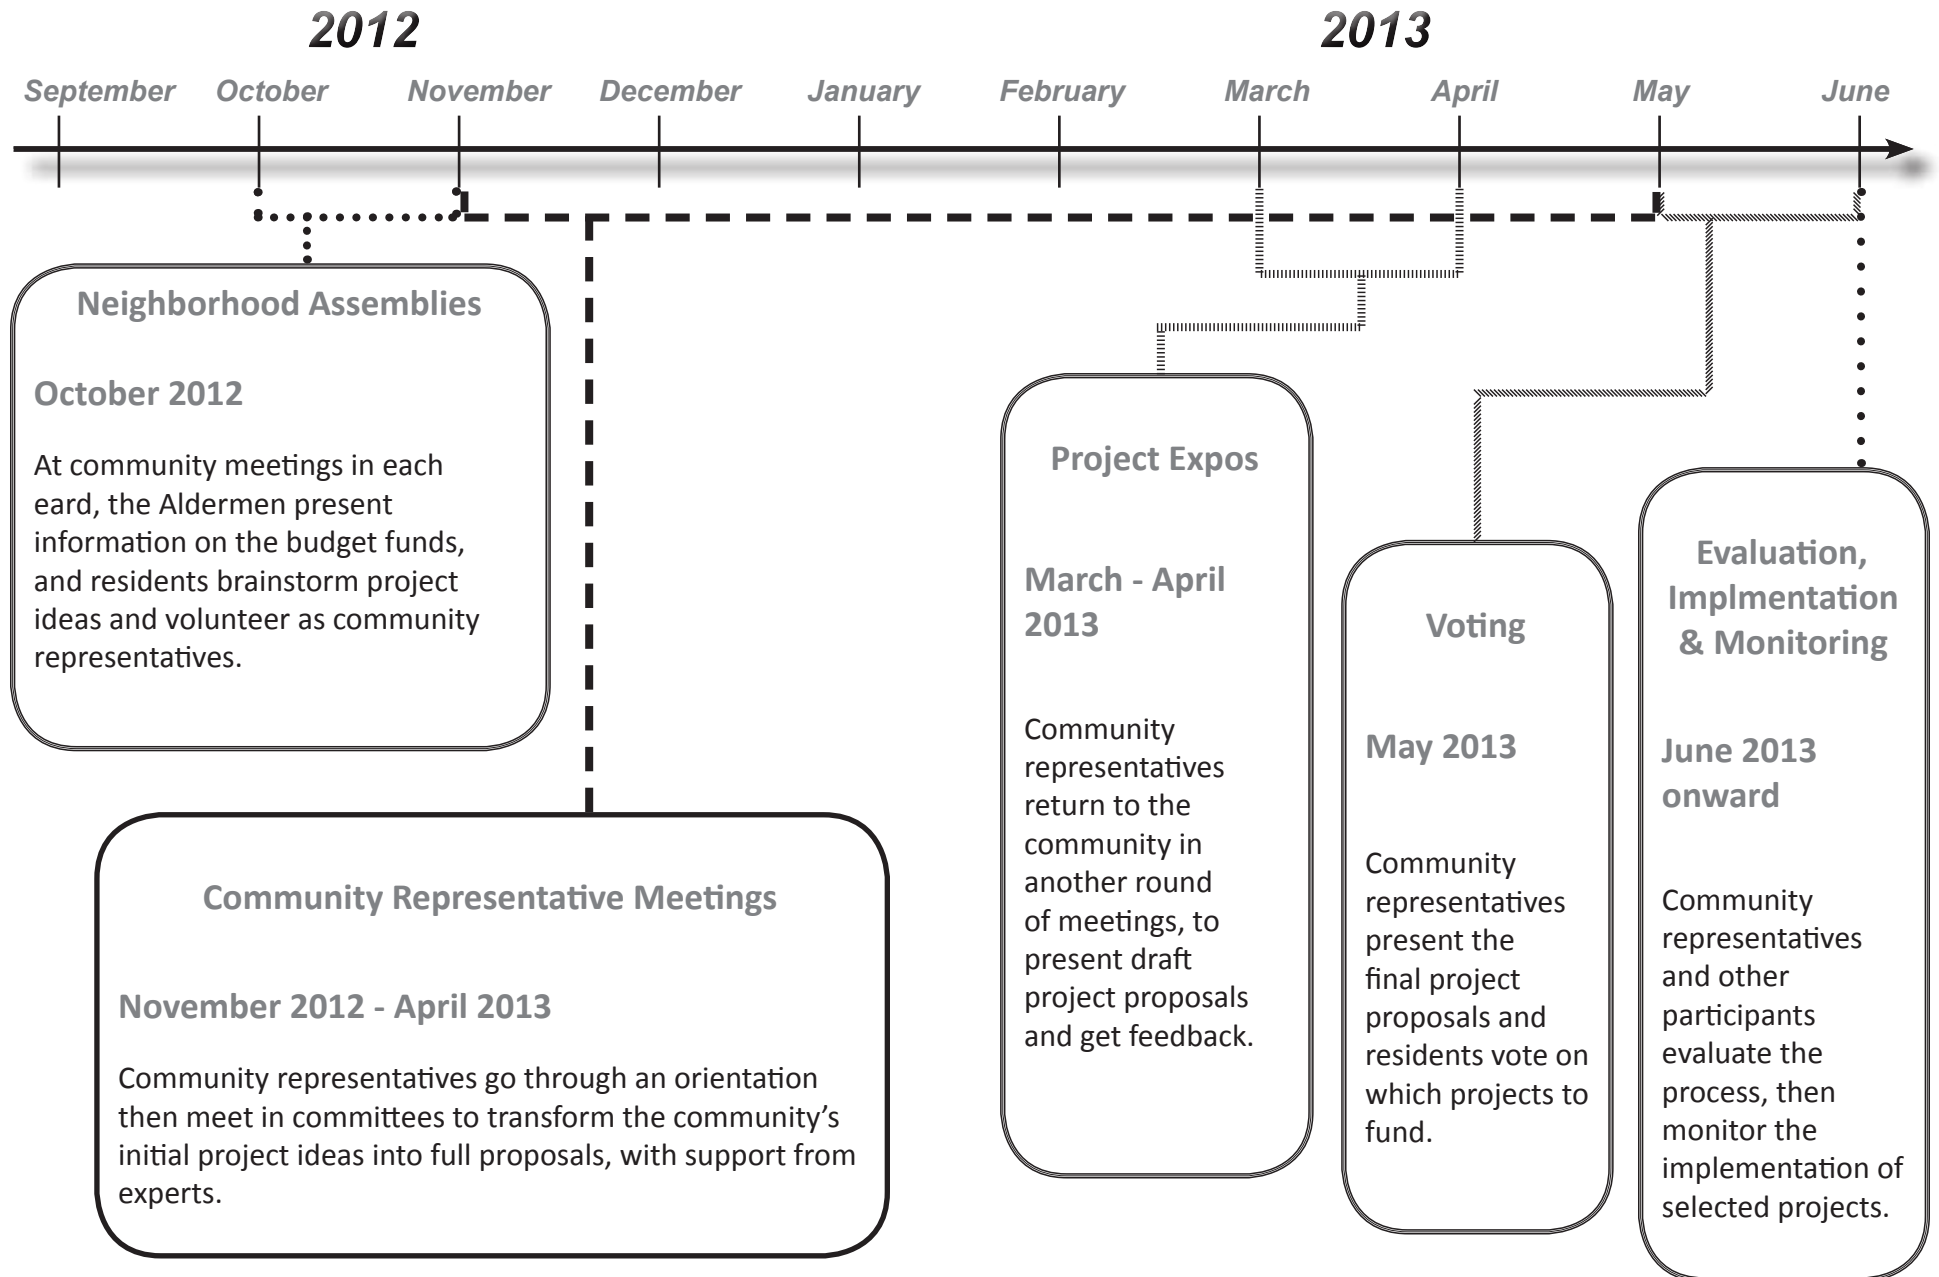 2012
2013
September
October
November
December
January
February
March
April
May
June
Neighborhood Assemblies
October 2012
At community meetings in each
eard, the Aldermen present
information on the budget funds,
and residents brainstorm project
ideas and volunteer as community
representatives.
Community Representative Meetings
November 2012 - April 2013
Community representatives go through an orientation
then meet in committees to transform the community’s
initial project ideas into full proposals, with support from
experts.
Project Expos
March - April
2013
Community
representatives
return to the
community in
another round
of meetings, to
present draft
project proposals
and get feedback.
Voting
May 2013
Community
representatives
present the
final project
proposals and
residents vote on
which projects to
fund.
Evaluation,
Implmentation
& Monitoring
June 2013
onward
Community
representatives
and other
participants
evaluate the
process, then
monitor the
implementation of
selected projects.